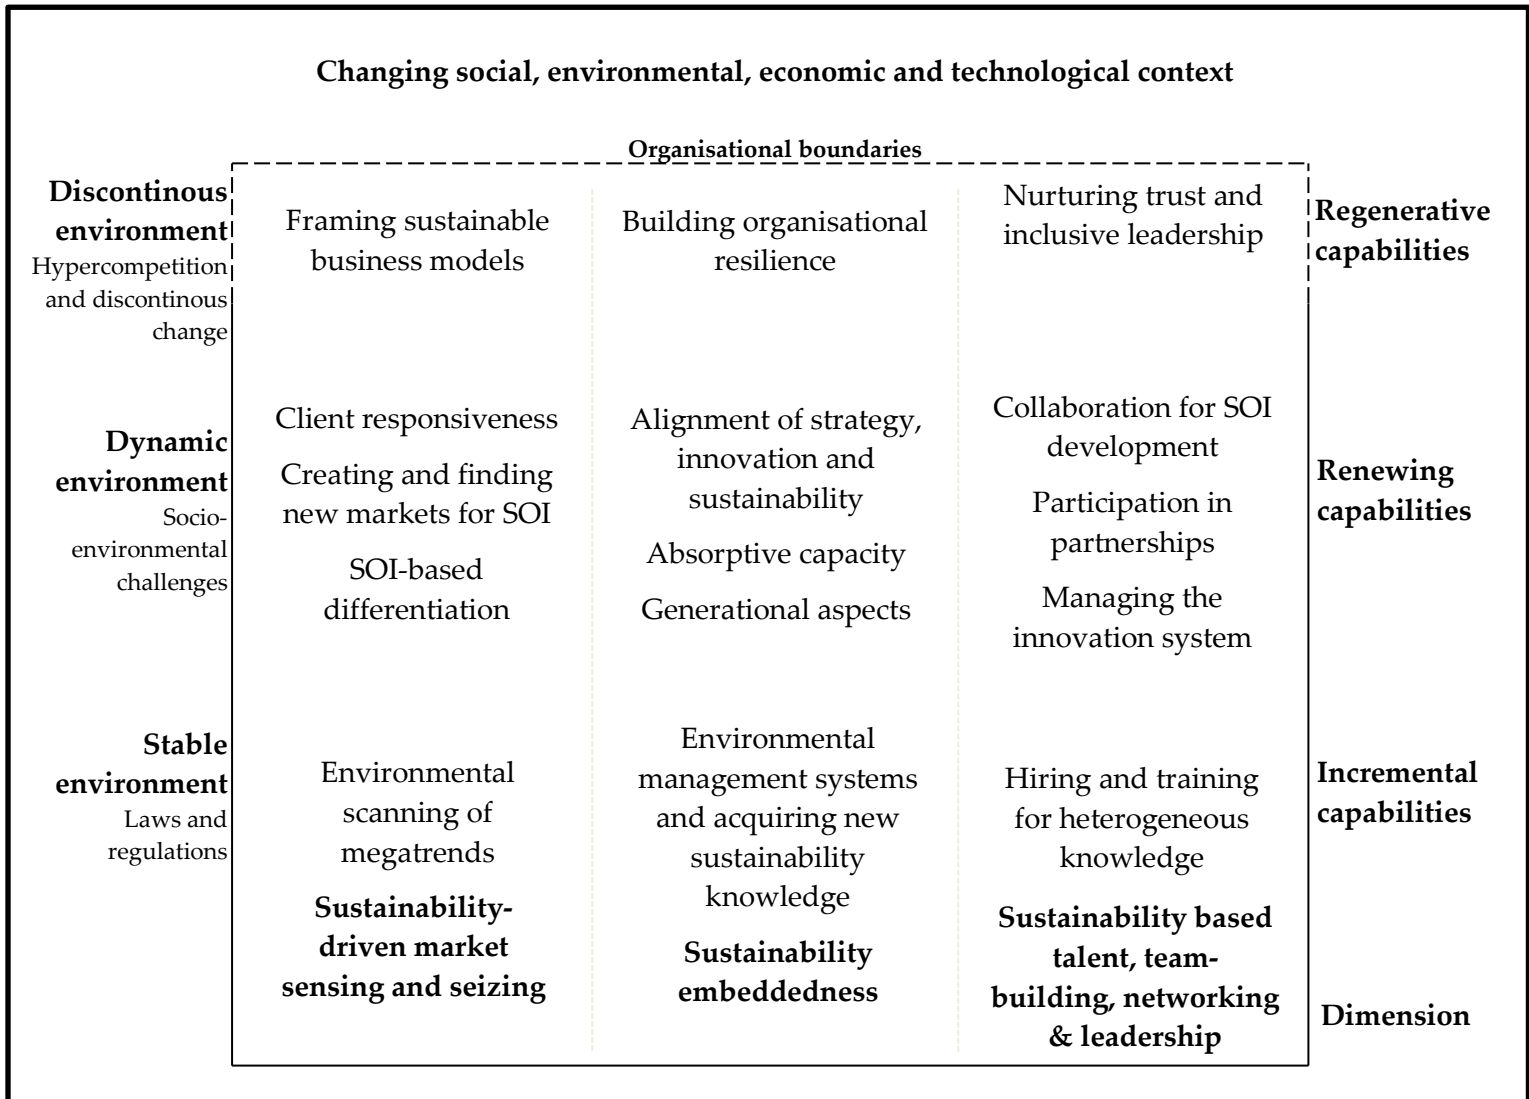 Changing social, environmental, economic and technological context
Organisational boundaries
Discontinous
environment
Hypercompetition
and discontinous
change
Framing sustainable
business models
Building organisational
resilience
Nurturing trust and
inclusive leadership
Regenerative
capabilities
Dynamic
environment
Socio-
environmental
challenges
Client responsiveness
Creating and finding
new markets for SOI
SOI-based
differentiation
Alignment of strategy,
innovation and
sustainability
Absorptive capacity
Generational aspects
Collaboration for SOI
development
Participation in
partnerships
Managing the
innovation system
Renewing
capabilities
Stable
environment
Laws and
regulations
Environmental
scanning of
megatrends
Environmental
management systems
and acquiring new
sustainability
knowledge
Hiring and training
for heterogeneous
knowledge
Incremental
capabilities
Sustainability-
driven market
sensing and seizing
Sustainability
embeddedness
Sustainability based
talent, team-
building, networking
& leadership
Dimension